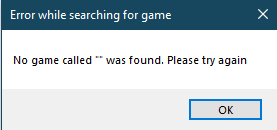 Error while searching for game
No game called "" was found. Please try again
OK